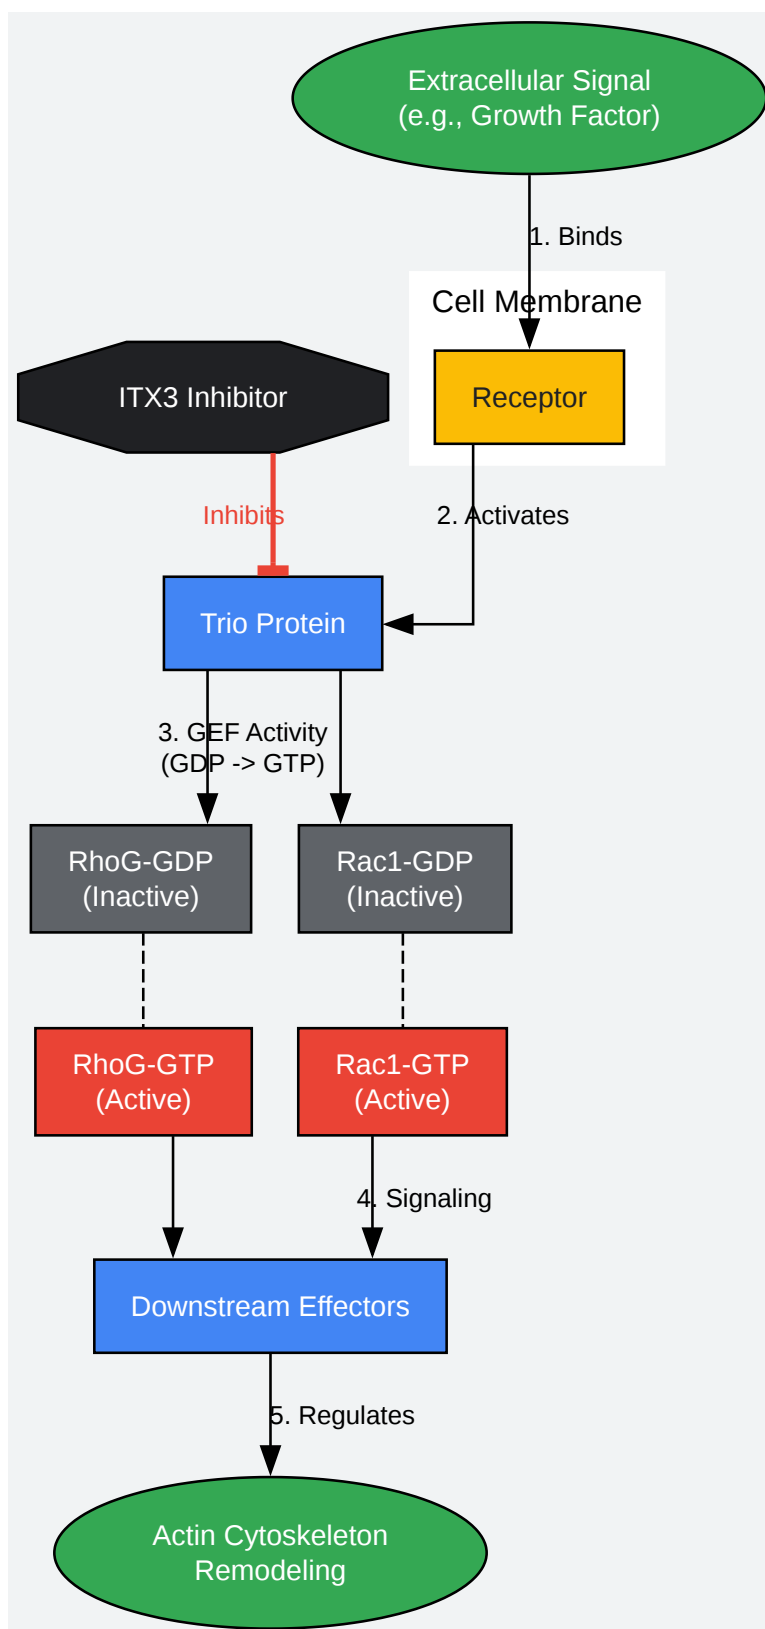 Extracellular Signal
(e.g., Growth Factor)
1. Binds
Cell Membrane
ITX3 Inhibitor
Receptor
Inhibits
2. Activates
Trio Protein
3. GEF Activity
(GDP -> GTP)
RhoG-GDP
(Inactive)
Rac1-GDP
(Inactive)
RhoG-GTP
(Active)
Rac1-GTP
(Active)
4. Signaling
Downstream Effectors
5. Regulates
Actin Cytoskeleton
Remodeling